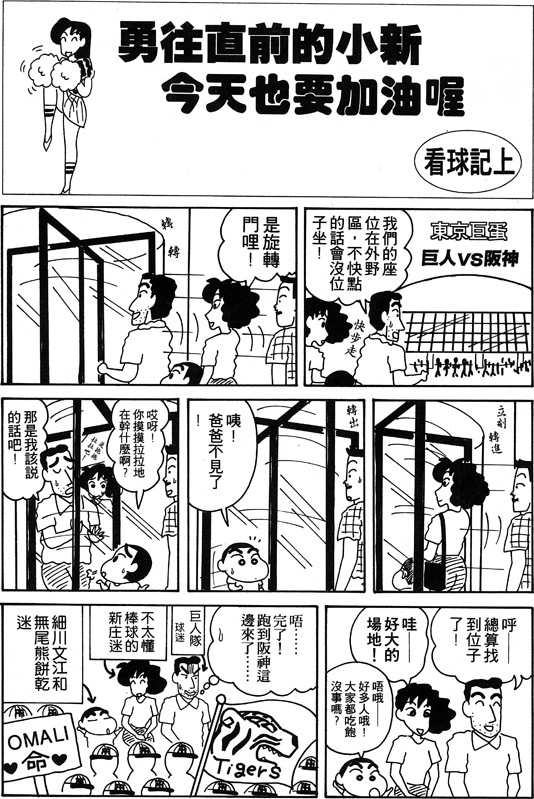 勇往直前的小新
今天也要加油喔
看球記上
東京巨蛋
巨人VS阪神
我們的座
位在外野
區，不快點
的話會沒位
子坐！
快步走
是旋轉
門哩！
轉
立刻
轉進
轉出
咦！
爸爸不見了
！
哎呀！
你摸摸拉拉地
在幹什麼啊？
那是我該說
的話吧！
呼——
總算找
到位子
了！
哇——
好大的
場地！
唔哦——
好多人哦！
大家都吃飽
沒事嗎？
唔……
完了！
跑到阪神這
邊來了……
巨人隊
球迷
不太懂
棒球的
新庄迷
細川文江和
無尾熊餅乾
迷
OMALI
命
Tigers